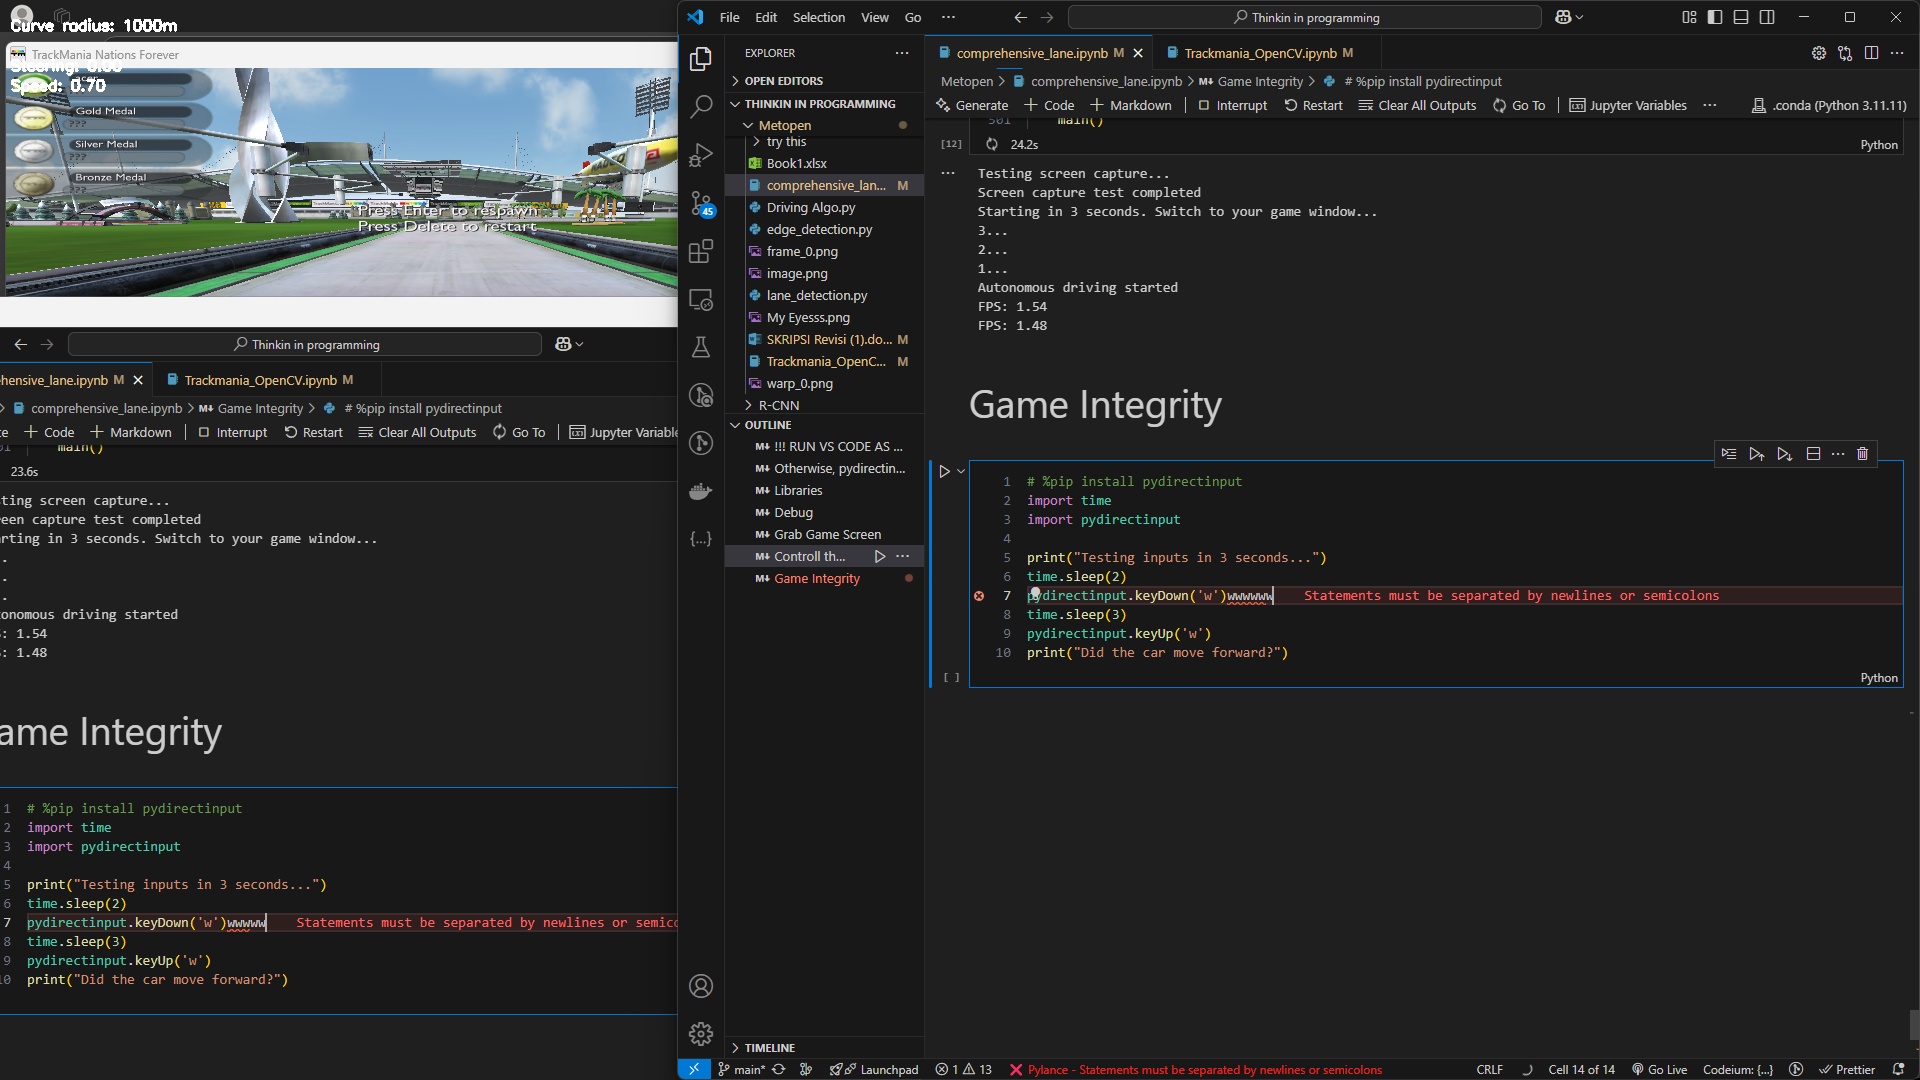 Curve radius: 1000m
TrackMania Nations Forever
Steering: 0.00
Speed: 0.70
Gold Medal
???
Silver Medal
???
Bronze Medal
???
Press Enter to respawn
Press Delete to restart
Thinkin in programming
hensive_lane.ipynb M
Trackmania_OpenCV.ipynb M
comprehensive_lane.ipynb > M↓ Game Integrity > # %pip install pydirectinput
e + Code + Markdown Interrupt Restart Clear All Outputs Go To Jupyter Variable
main()
23.6s
ting screen capture...
een capture test completed
rting in 3 seconds. Switch to your game window...
.
.
.
onomous driving started
: 1.54
: 1.48
ame Integrity
1 # %pip install pydirectinput
2 import time
3 import pydirectinput
4
5 print("Testing inputs in 3 seconds...")
6 time.sleep(2)
7 pydirectinput.keyDown('w')wwwww Statements must be separated by newlines or semico
8 time.sleep(3)
9 pydirectinput.keyUp('w')
10 print("Did the car move forward?")
File Edit Selection View Go ...
Thinkin in programming
EXPLORER ...
OPEN EDITORS
THINKIN IN PROGRAMMING
Metopen
try this
Book1.xlsx
comprehensive_lan... M
Driving Algo.py
edge_detection.py
frame_0.png
image.png
lane_detection.py
My Eyesss.png
SKRIPSI Revisi (1).do... M
Trackmania_OpenC... M
warp_0.png
R-CNN
OUTLINE
M↓ !!! RUN VS CODE AS ...
M↓ Otherwise, pydirectin...
M↓ Libraries
M↓ Debug
M↓ Grab Game Screen
M↓ Controll th... ...
M↓ Game Integrity
TIMELINE
45
comprehensive_lane.ipynb M
Trackmania_OpenCV.ipynb M
Metopen > comprehensive_lane.ipynb > M↓ Game Integrity > # %pip install pydirectinput
Generate + Code + Markdown Interrupt Restart Clear All Outputs Go To Jupyter Variables ... .conda (Python 3.11.11)
501 main()
[12] 24.2s Python
Testing screen capture...
Screen capture test completed
Starting in 3 seconds. Switch to your game window...
3...
2...
1...
Autonomous driving started
FPS: 1.54
FPS: 1.48
Game Integrity
1 # %pip install pydirectinput
2 import time
3 import pydirectinput
4
5 print("Testing inputs in 3 seconds...")
6 time.sleep(2)
7 pydirectinput.keyDown('w')wwwwww Statements must be separated by newlines or semicolons
8 time.sleep(3)
9 pydirectinput.keyUp('w')
10 print("Did the car move forward?")
[ ] Python
main* Launchpad 1 13 Pylance - Statements must be separated by newlines or semicolons CRLF Cell 14 of 14 Go Live Codeium: {...} Prettier